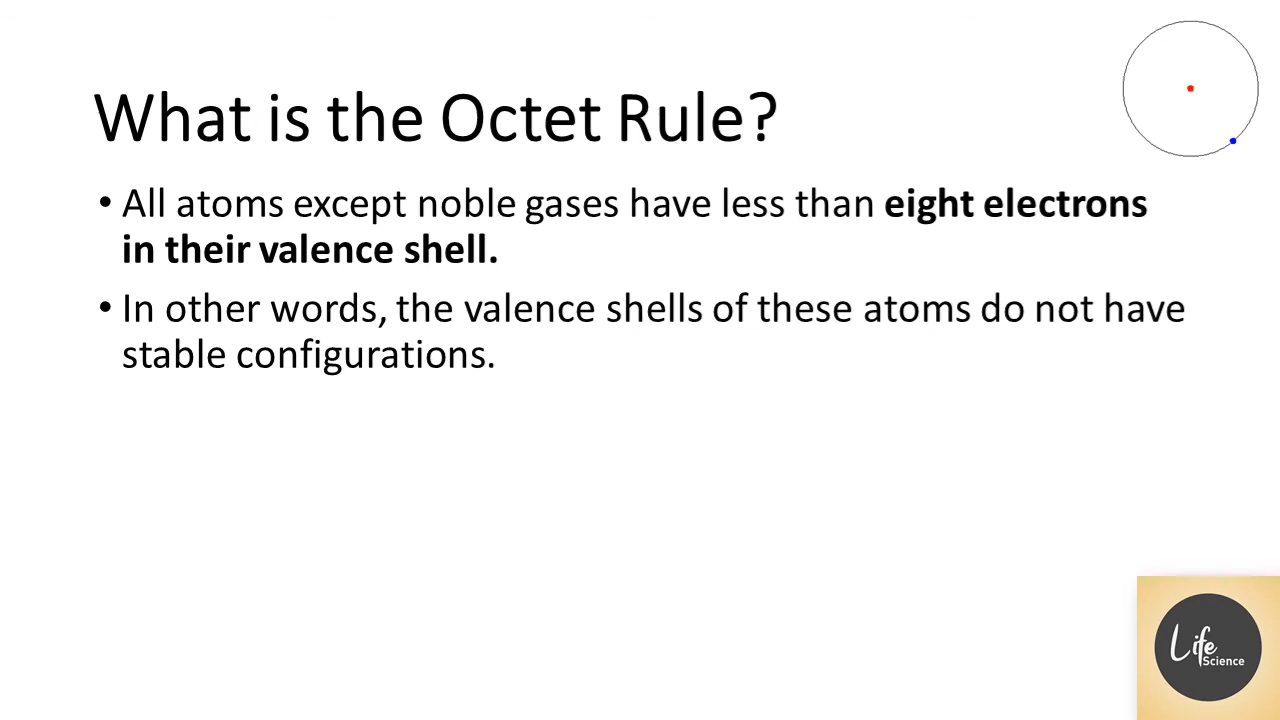 What is the Octet Rule?
• All atoms except noble gases have less than eight electrons
in their valence shell.
• In other words, the valence shells of these atoms do not have
stable configurations.
Life
Science